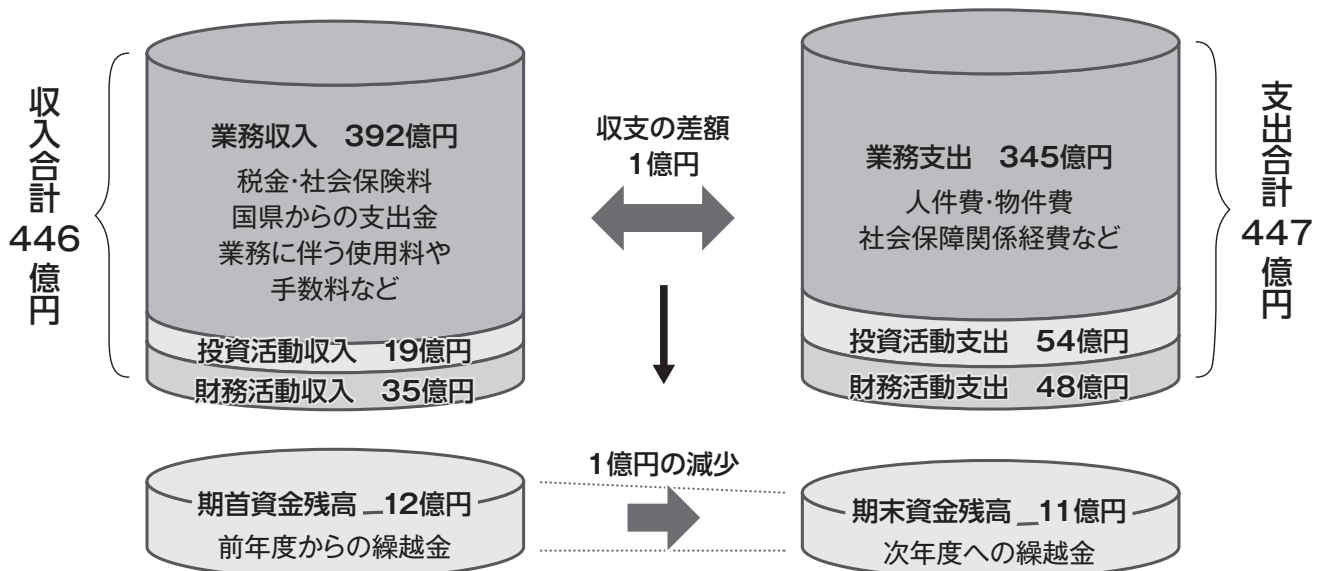 収入合計
446
億円
業務収入　392億円
税金・社会保険料
国県からの支出金
業務に伴う使用料や
手数料など
投資活動収入　19億円
財務活動収入　35億円
収支の差額
1億円
業務支出　345億円
人件費・物件費
社会保障関係経費など
投資活動支出　54億円
財務活動支出　48億円
支出合計
447
億円
期首資金残高　12億円
前年度からの繰越金
1億円の減少
期末資金残高　11億円
次年度への繰越金